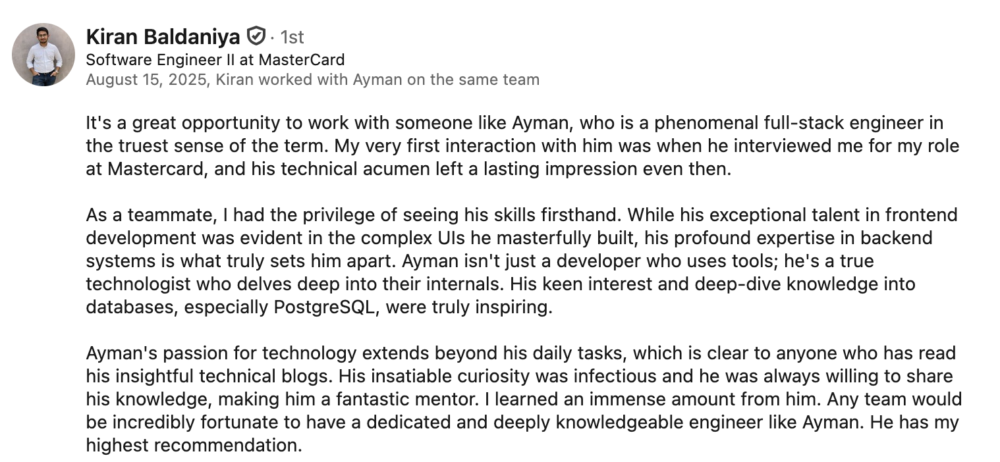 Kiran Baldaniya · 1st
Software Engineer II at MasterCard
August 15, 2025, Kiran worked with Ayman on the same team
It's a great opportunity to work with someone like Ayman, who is a phenomenal full-stack engineer in
the truest sense of the term. My very first interaction with him was when he interviewed me for my role
at Mastercard, and his technical acumen left a lasting impression even then.
As a teammate, I had the privilege of seeing his skills firsthand. While his exceptional talent in frontend
development was evident in the complex UIs he masterfully built, his profound expertise in backend
systems is what truly sets him apart. Ayman isn't just a developer who uses tools; he's a true
technologist who delves deep into their internals. His keen interest and deep-dive knowledge into
databases, especially PostgreSQL, were truly inspiring.
Ayman's passion for technology extends beyond his daily tasks, which is clear to anyone who has read
his insightful technical blogs. His insatiable curiosity was infectious and he was always willing to share
his knowledge, making him a fantastic mentor. I learned an immense amount from him. Any team would
be incredibly fortunate to have a dedicated and deeply knowledgeable engineer like Ayman. He has my
highest recommendation.